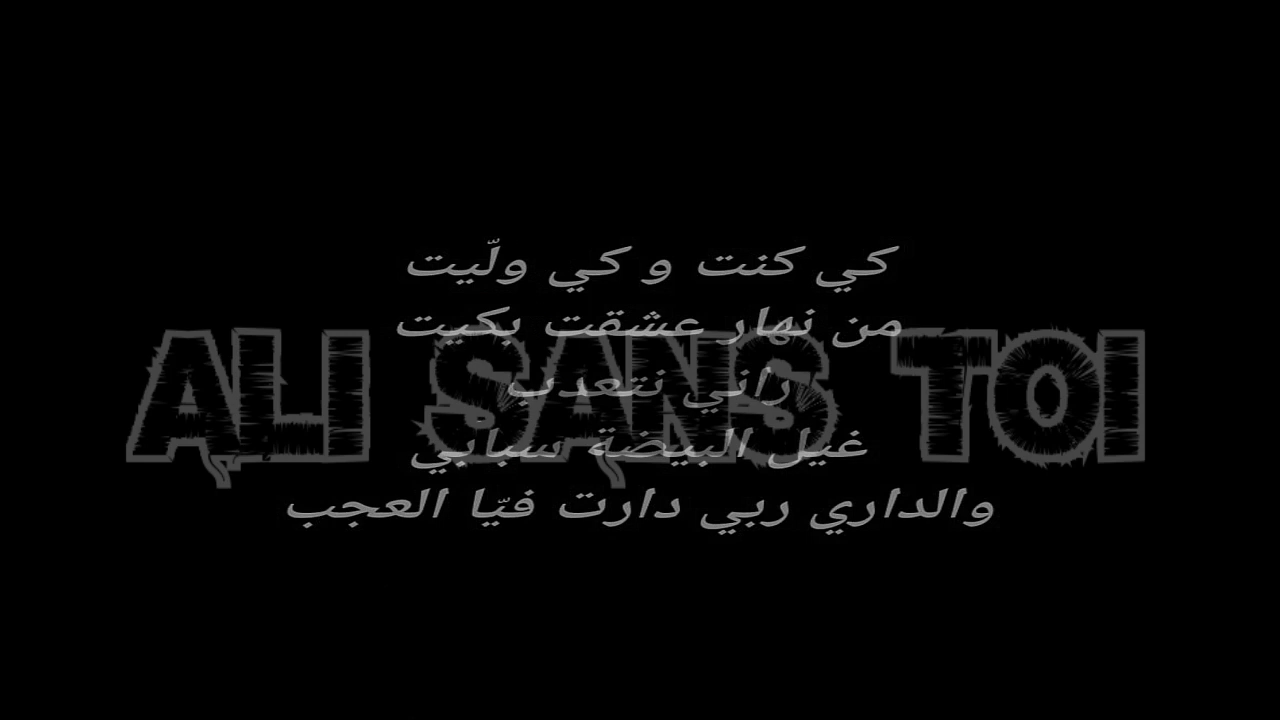 كي كنت و كي ولّيت
من نهار عشقت بكيت
راني نتعدب
غيل البيضة سبابي
والداري ربي دارت فيّا العجب
ALI SANS TOI